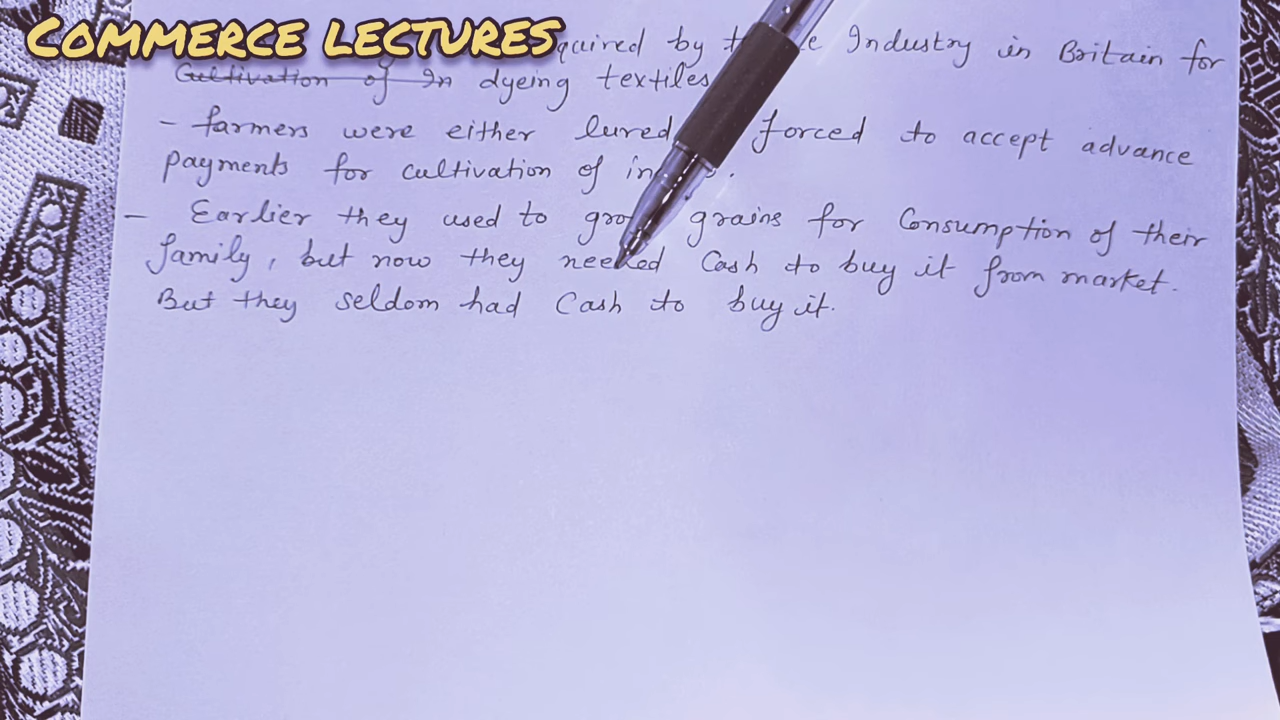 COMMERCE LECTURES
by Industry in Britain for
Cultivation of In dyeing textiles
- farmers were either lured forced to accept advance
payments for cultivation of
- Earlier they used to grains for Consumption of their
family, but now they needed Cash to buy it from market.
But they seldom had Cash to buy it.